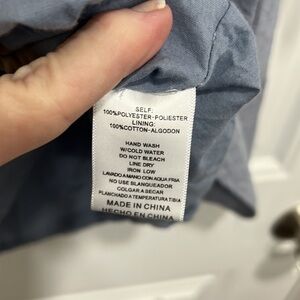 SELF:
100%POLYESTER-POLIESTER
LINING:
100%COTTON-ALGODON
HAND WASH
W/COLD WATER
DO NOT BLEACH
LINE DRY
IRON LOW
LAVADO A MANO CON AQUA FRIA
NO USE BLANQUEADOR
COLGAR A SECAR
PLANCHADO A TEMPERATURA TIBIA
MADE IN CHINA
HECHO EN CHINA